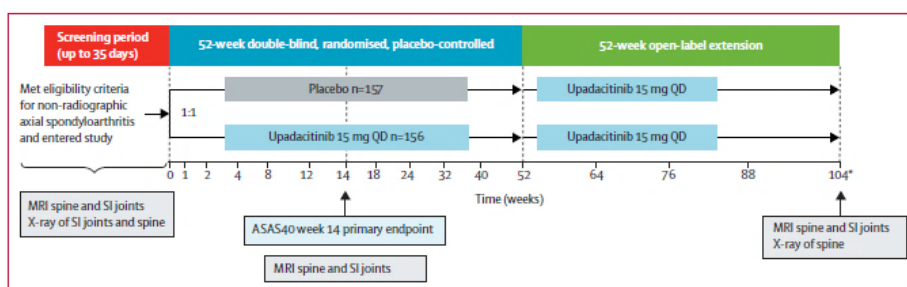 Screening period
(up to 35 days)
52-week double-blind, randomised, placebo-controlled
52-week open-label extension
Met eligibility criteria
for non-radiographic
axial spondyloarthritis
and entered study
1:1
Placebo n=157
Upadacitinib 15 mg QD
Upadacitinib 15 mg QD n=156
Upadacitinib 15 mg QD
0 1 2 4 8 12 14 18 24 32 40 52 64 76 88 104*
Time (weeks)
MRI spine and SI joints
X-ray of SI joints and spine
ASAS40 week 14 primary endpoint
MRI spine and SI joints
MRI spine and SI joints
X-ray of spine